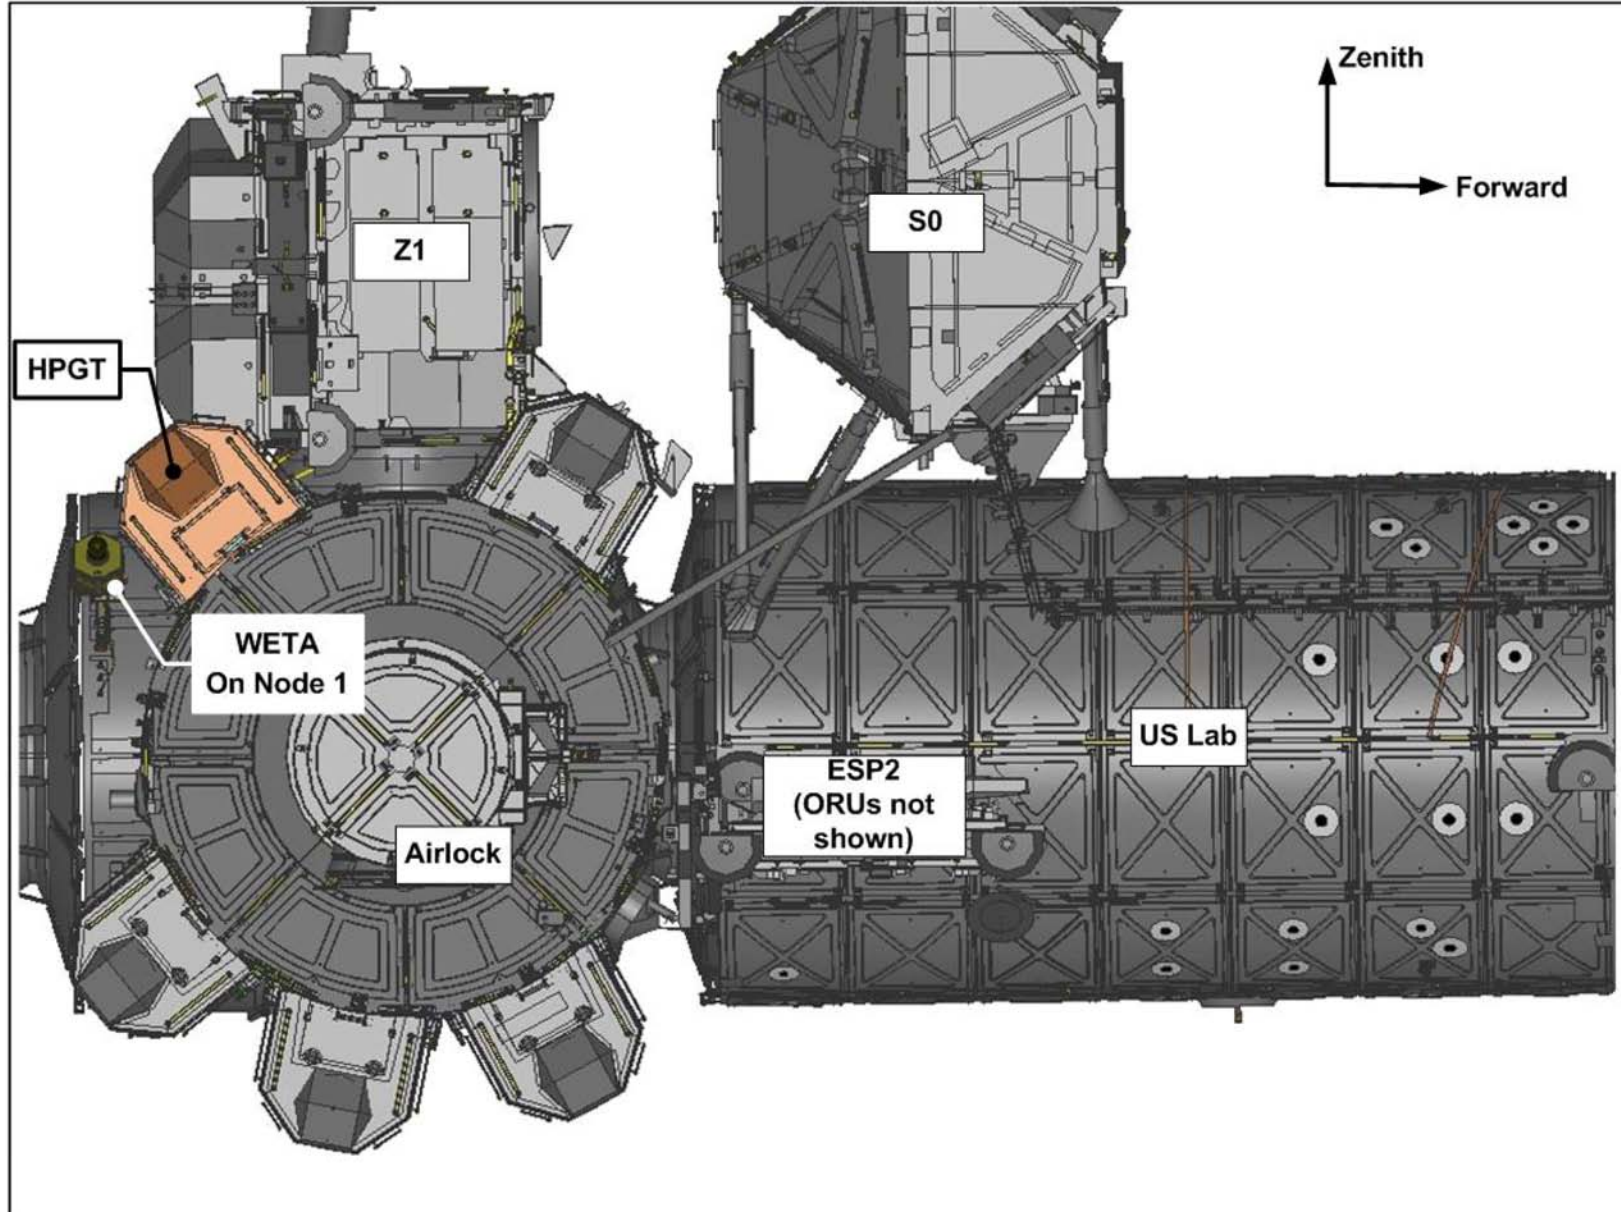 Zenith
Forward
S0
Z1
HPGT
WETA
On Node 1
US Lab
ESP2
(ORUs not
shown)
Airlock